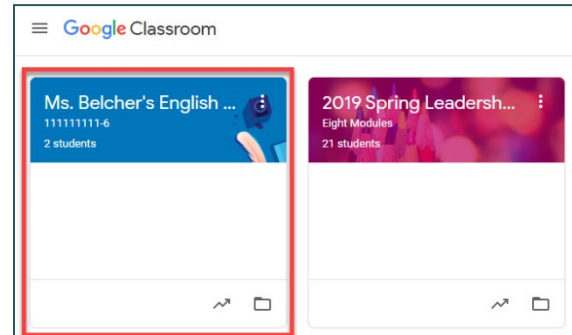 Google Classroom
Ms. Belcher's English ...
111111111-6
2 students
2019 Spring Leadersh...
Eight Modules
21 students